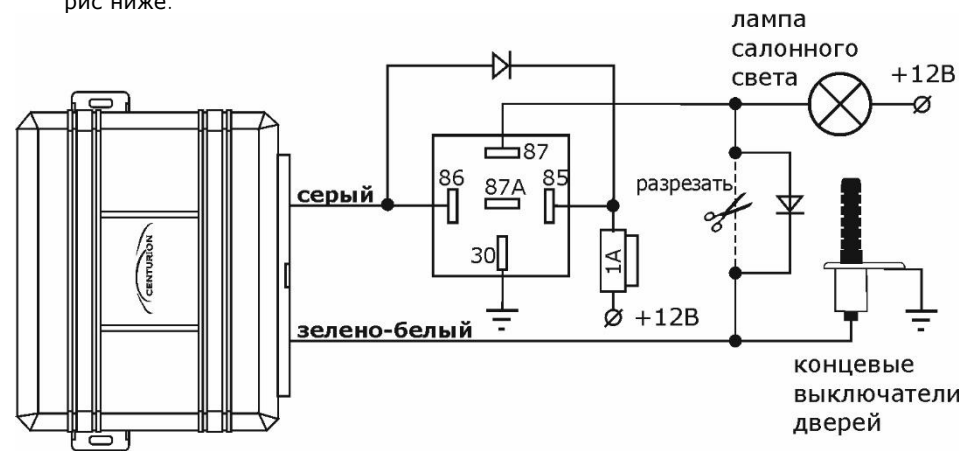 рис ниже.
лампа
салонного
света
+12В
87
86
87А
85
разрезать
серый
30
1А
+12В
CENTURION
зелено-белый
концевые
выключатели
дверей